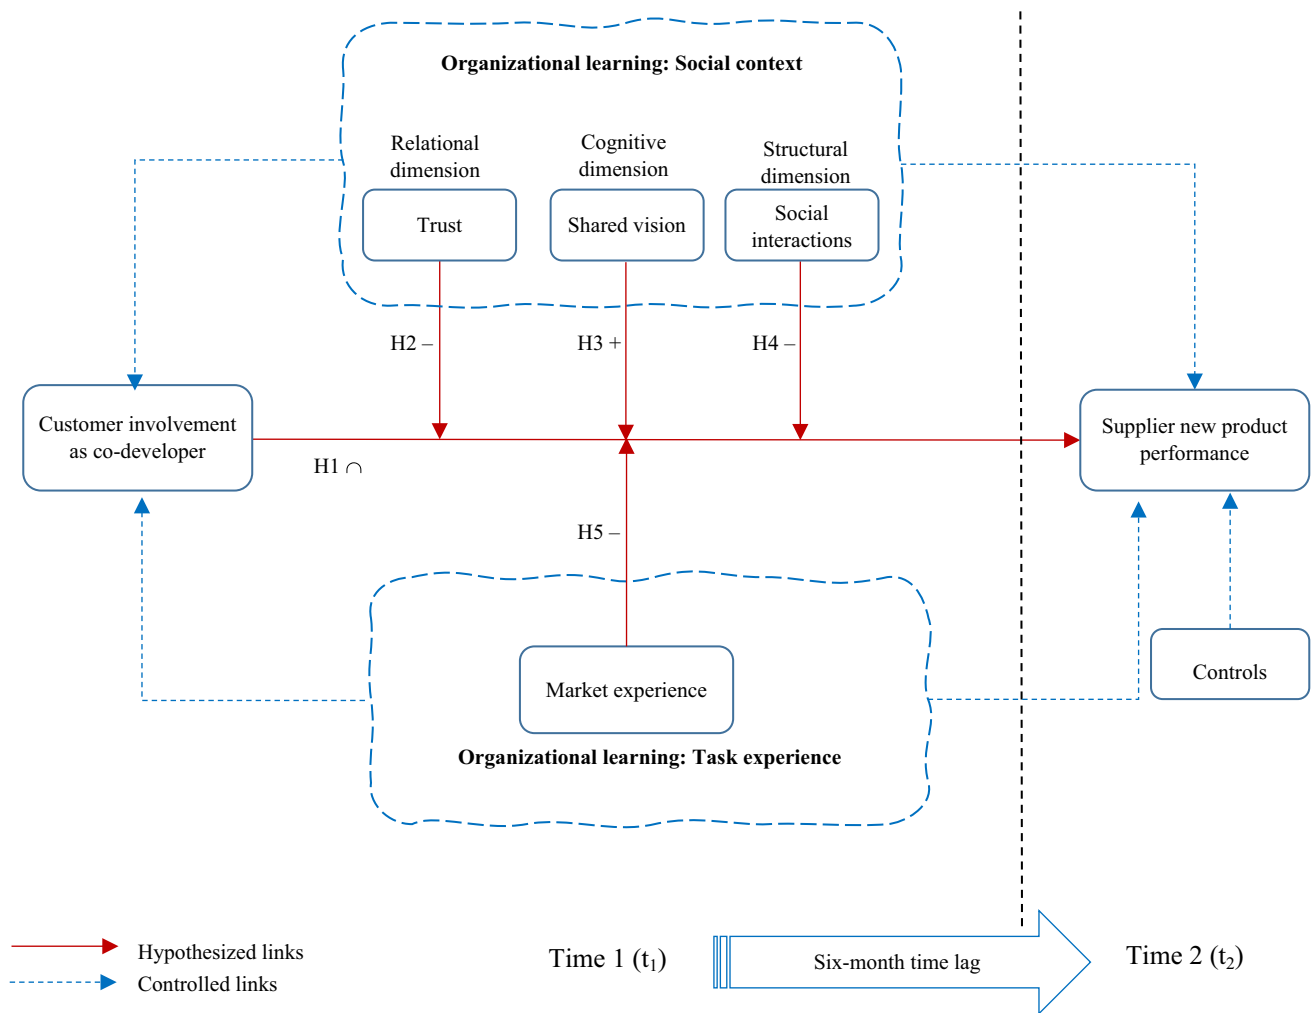 Organizational learning: Social context
Relational
dimension
Cognitive
dimension
Structural
dimension
Trust
Shared vision
Social
interactions
H2 –
H3 +
H4 –
Customer involvement
as co-developer
H1 ∩
Supplier new product
performance
H5 –
Market experience
Organizational learning: Task experience
Controls
Hypothesized links
Controlled links
Time 1 (t₁)
Six-month time lag
Time 2 (t₂)